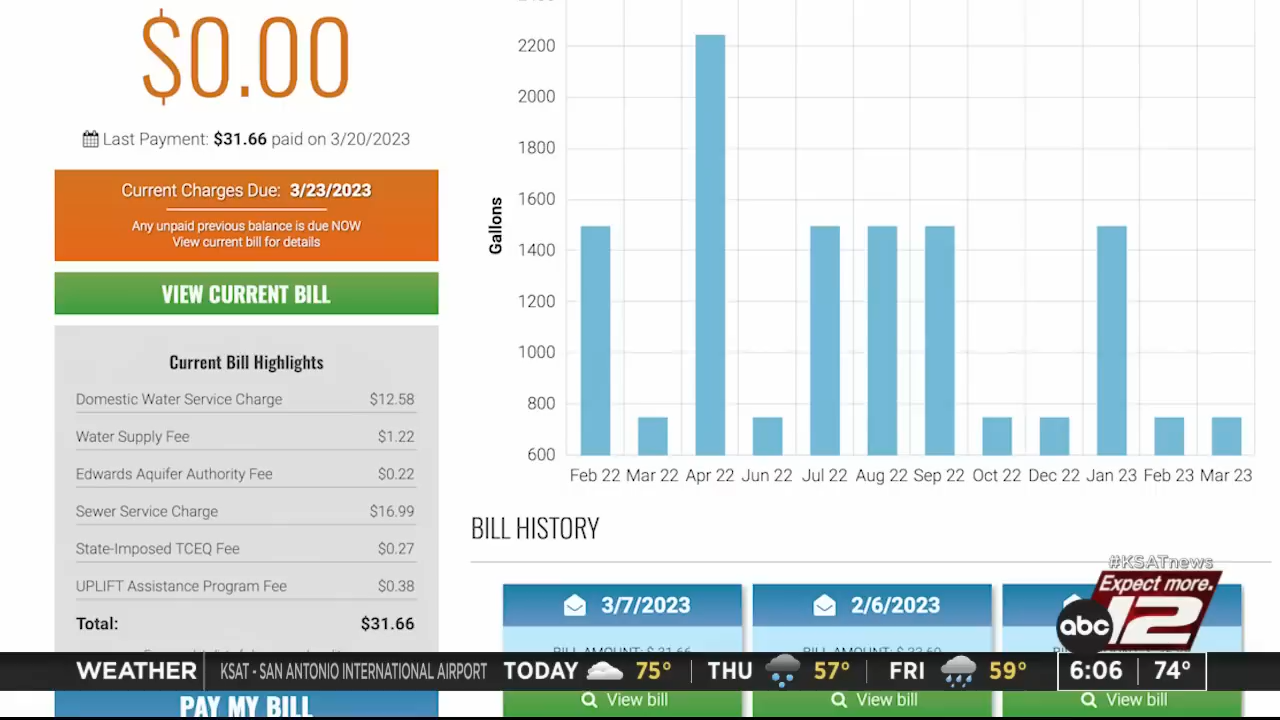 $0.00
Last Payment: $31.66 paid on 3/20/2023
Current Charges Due: 3/23/2023
Any unpaid previous balance is due NOW
View current bill for details
VIEW CURRENT BILL
Current Bill Highlights
Domestic Water Service Charge $12.58
Water Supply Fee $1.22
Edwards Aquifer Authority Fee $0.22
Sewer Service Charge $16.99
State-Imposed TCEQ Fee $0.27
UPLIFT Assistance Program Fee $0.38
Total: $31.66
PAY MY BILL
Gallons
2200
2000
1800
1600
1400
1200
1000
800
600
Feb 22 Mar 22 Apr 22 Jun 22 Jul 22 Aug 22 Sep 22 Oct 22 Dec 22 Jan 23 Feb 23 Mar 23
BILL HISTORY
3/7/2023 2/6/2023
View bill View bill View bill
#KSATnews
Expect more.
abc 12
WEATHER KSAT - SAN ANTONIO INTERNATIONAL AIRPORT TODAY 75° THU 57° FRI 59° 6:06 74°